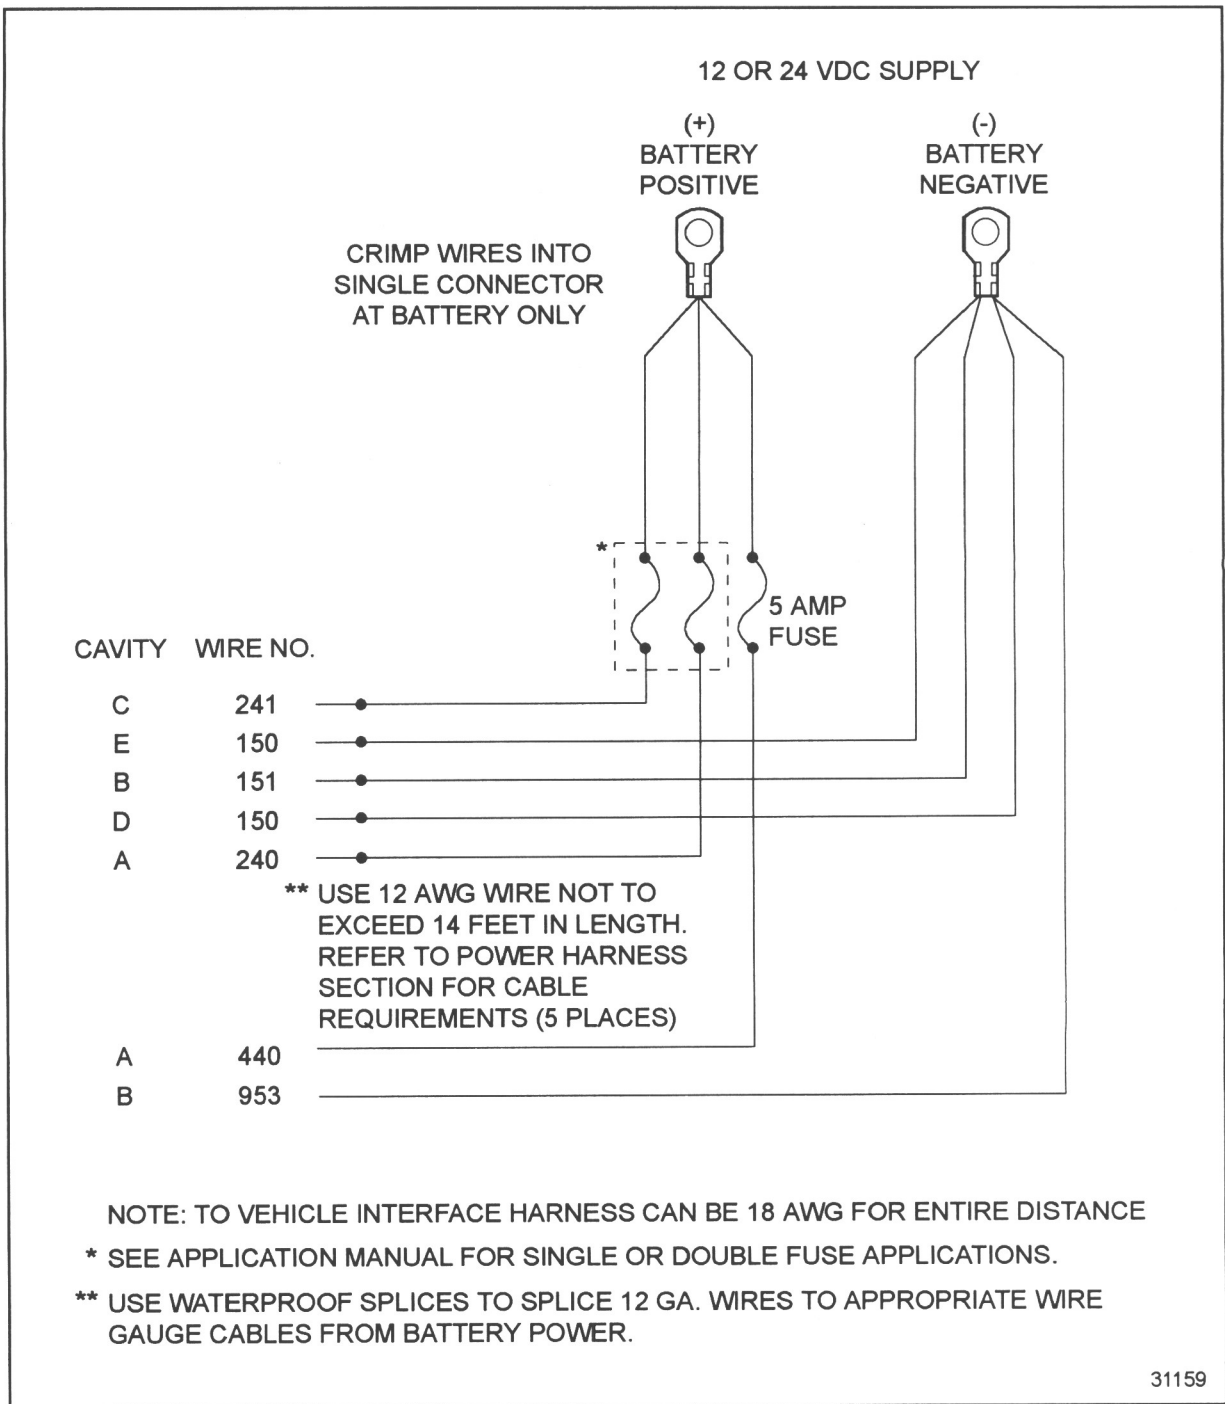 12 OR 24 VDC SUPPLY
(+)
BATTERY
POSITIVE
(-)
BATTERY
NEGATIVE
CRIMP WIRES INTO
SINGLE CONNECTOR
AT BATTERY ONLY
*
5 AMP
FUSE
CAVITY WIRE NO.
C 241
E 150
B 151
D 150
A 240
** USE 12 AWG WIRE NOT TO
EXCEED 14 FEET IN LENGTH.
REFER TO POWER HARNESS
SECTION FOR CABLE
REQUIREMENTS (5 PLACES)
A 440
B 953
NOTE: TO VEHICLE INTERFACE HARNESS CAN BE 18 AWG FOR ENTIRE DISTANCE
* SEE APPLICATION MANUAL FOR SINGLE OR DOUBLE FUSE APPLICATIONS.
** USE WATERPROOF SPLICES TO SPLICE 12 GA. WIRES TO APPROPRIATE WIRE
GAUGE CABLES FROM BATTERY POWER.
31159